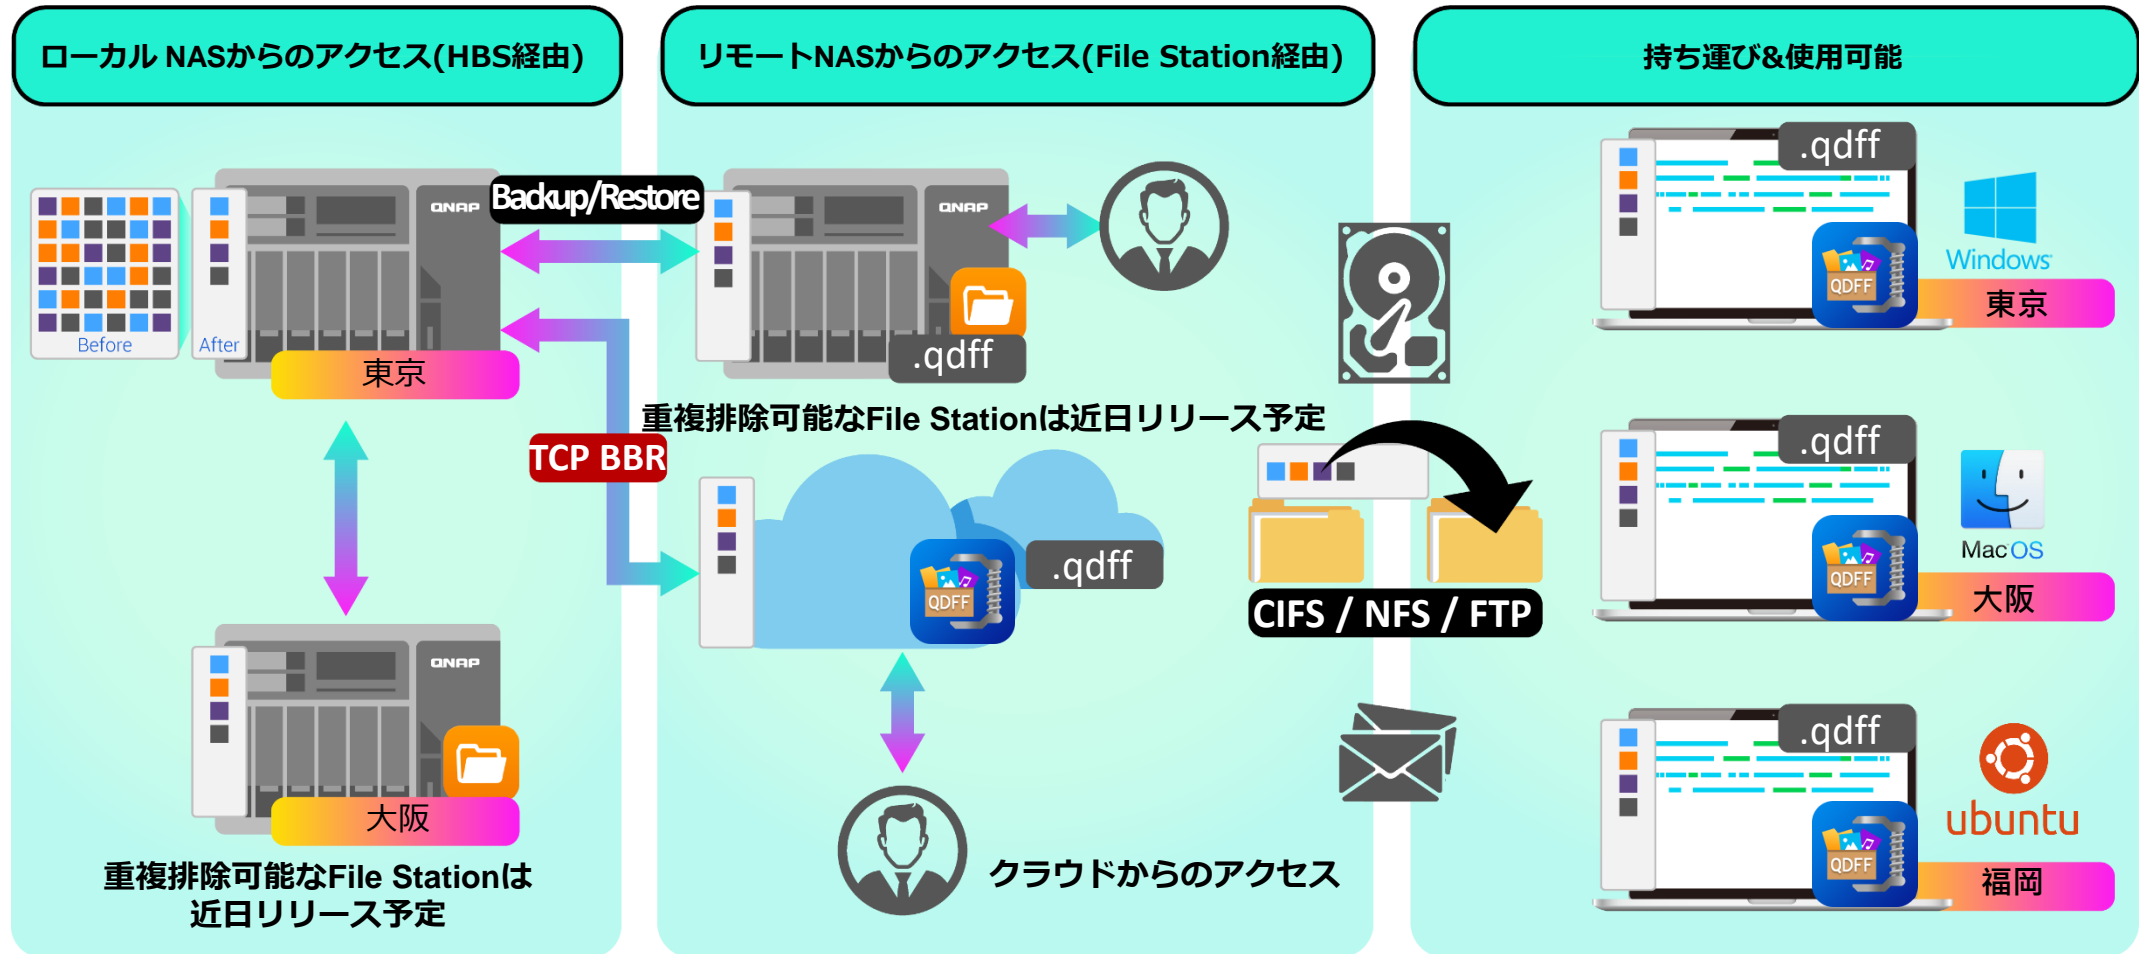 ローカル NASからのアクセス(HBS経由)
Before
After
QNAP
東京
Backup/Restore
TCP BBR
QNAP
大阪
重複排除可能なFile Stationは
近日リリース予定
リモートNASからのアクセス(File Station経由)
QNAP
.qdff
重複排除可能なFile Stationは近日リリース予定
QDFF
.qdff
クラウドからのアクセス
CIFS / NFS / FTP
持ち運び&使用可能
.qdff
QDFF
Windows
東京
.qdff
QDFF
MacOS
大阪
.qdff
QDFF
ubuntu
福岡